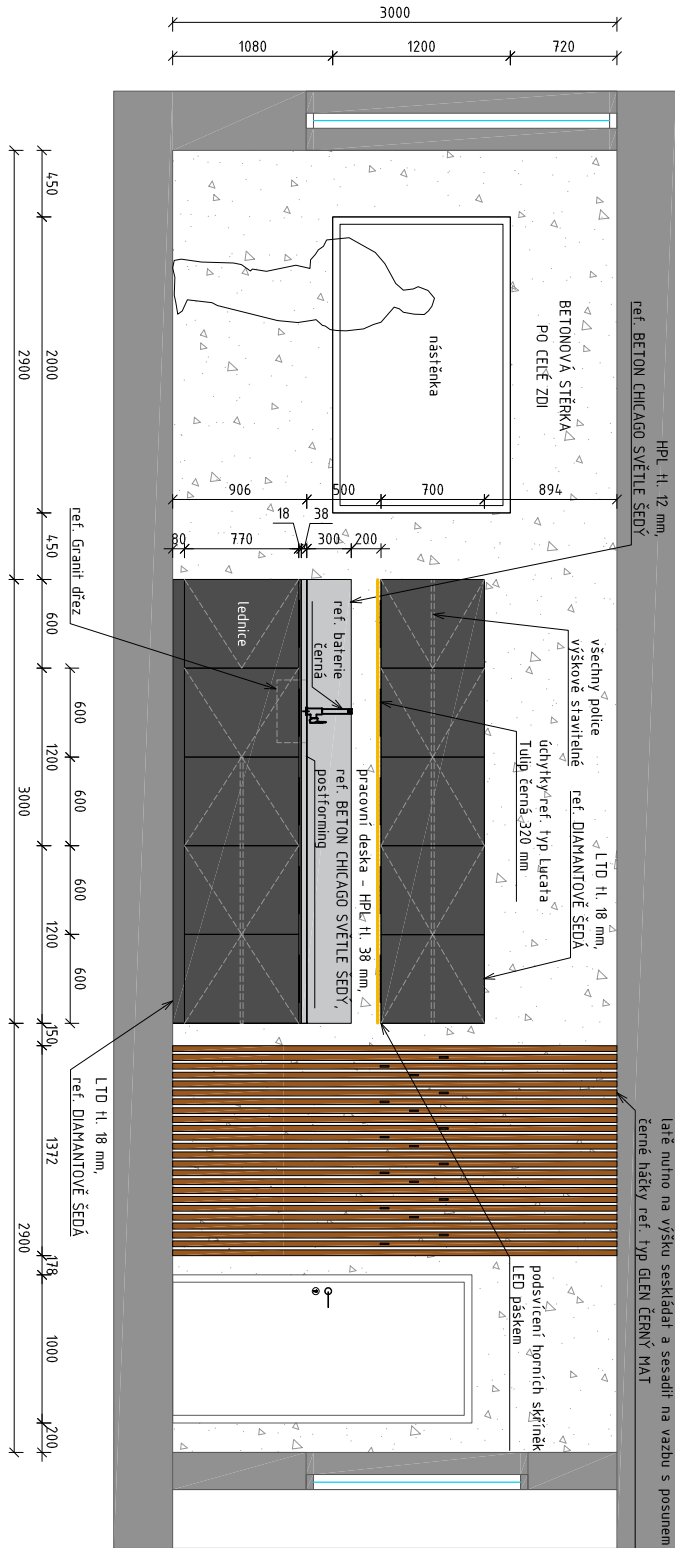 3000
1080
1200
720
latě nutno na výšku seskládat a sesadit na vazbu s posunem
černé háčky ref. typ GLEN ČERNÝ MAT
HPL tl. 12 mm,
ref. BETON CHICAGO SVĚTLE ŠEDÝ
BETONOVÁ STĚRKA
PO CELÉ ZDI
nástěnka
všechny police
výškově stavitelné
LTD tl. 18 mm,
ref. DIAMANTOVĚ ŠEDÁ
úchytky ref. typ Lucata
Tulip černá 320 mm
podsvícení horních skříněk
LED páskem
pracovní deska - HPL tl. 38 mm,
ref. BETON CHICAGO SVĚTLE ŠEDÝ,
postforming
ref. baterie
černá
lednice
ref. Granit dřez
LTD tl. 18 mm,
ref. DIAMANTOVĚ ŠEDÁ
906
500
700
894
80
770
18
38
300
200
600
600
600
600
600
450
2000
450
1200
1200
150
1372
178
1000
200
2900
3000
2900